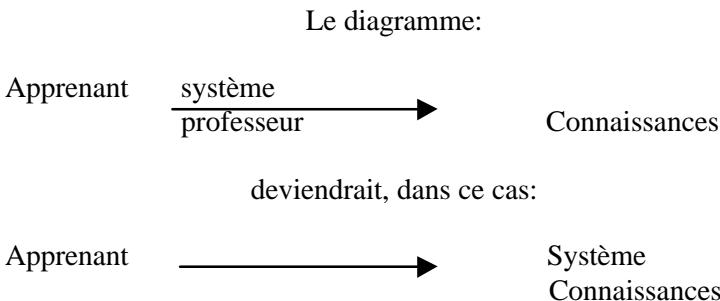 Le diagramme:
Apprenant système
professeur Connaissances
deviendrait, dans ce cas:
Apprenant Système
Connaissances